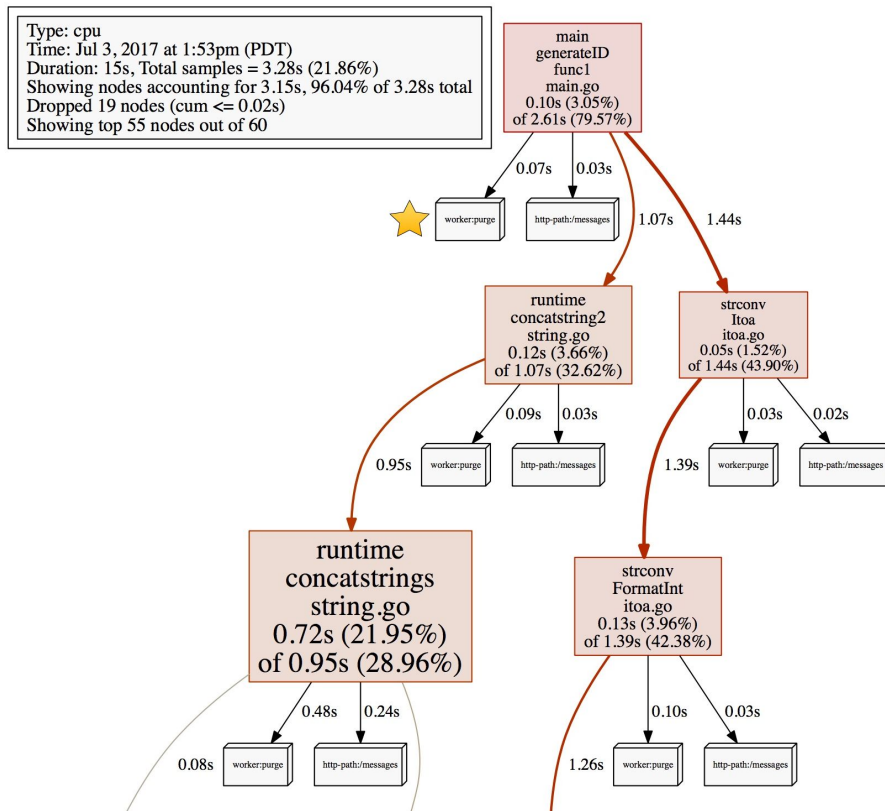 Type: cpu
Time: Jul 3, 2017 at 1:53pm (PDT)
Duration: 15s, Total samples = 3.28s (21.86%)
Showing nodes accounting for 3.15s, 96.04% of 3.28s total
Dropped 19 nodes (cum <= 0.02s)
Showing top 55 nodes out of 60
main
generateID
func1
main.go
0.10s (3.05%)
of 2.61s (79.57%)
0.07s
0.03s
1.07s
1.44s
worker:purge
http-path:/messages
runtime
concatstring2
string.go
0.12s (3.66%)
of 1.07s (32.62%)
strconv
Itoa
itoa.go
0.05s (1.52%)
of 1.44s (43.90%)
0.95s
0.09s
0.03s
1.39s
0.03s
0.02s
worker:purge
http-path:/messages
worker:purge
http-path:/messages
runtime
concatstrings
string.go
0.72s (21.95%)
of 0.95s (28.96%)
strconv
FormatInt
itoa.go
0.13s (3.96%)
of 1.39s (42.38%)
0.08s
0.48s
0.24s
1.26s
0.10s
0.03s
worker:purge
http-path:/messages
worker:purge
http-path:/messages